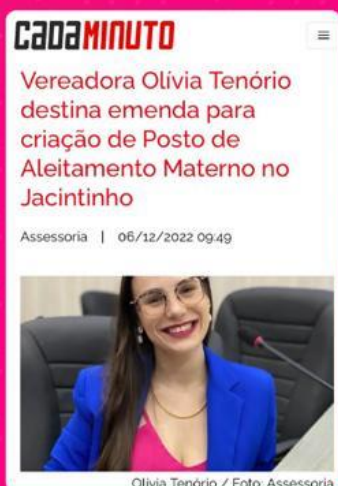 CADAMINUTO
Vereadora Olívia Tenório
destina emenda para
criação de Posto de
Aleitamento Materno no
Jacintinho
Assessoria | 06/12/2022 09:49
Olívia Tenório / Foto: Assessoria